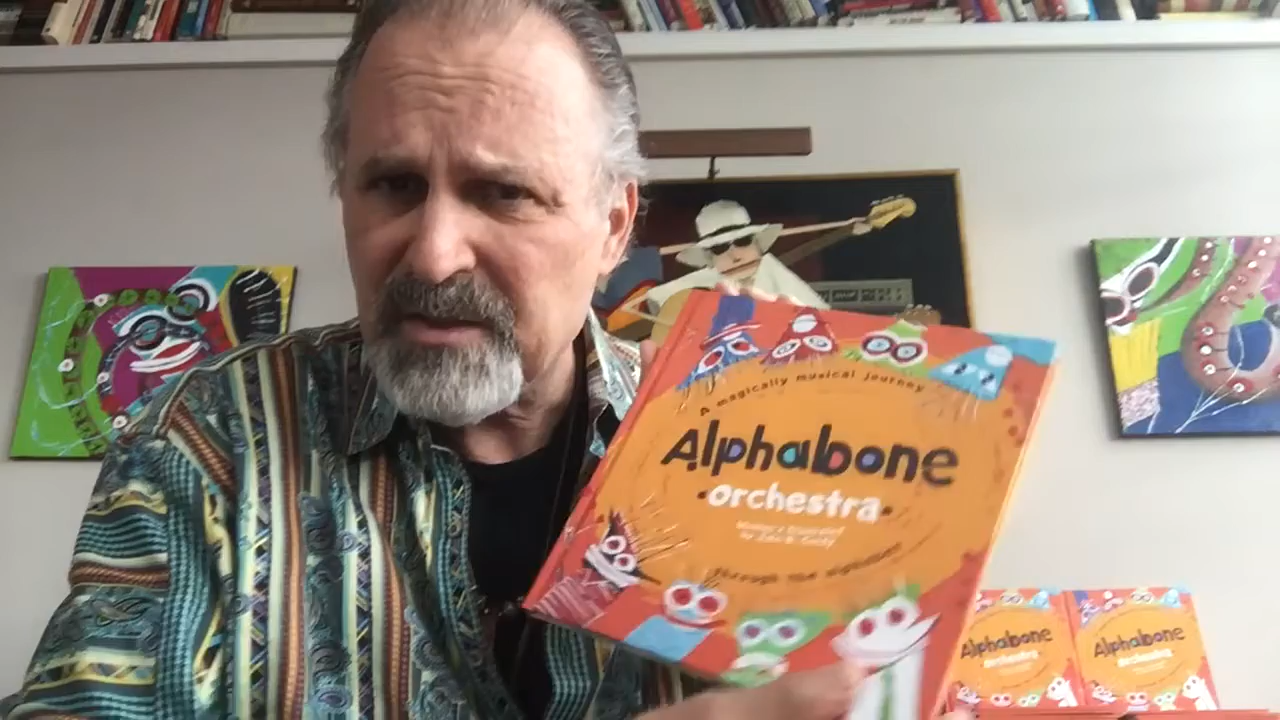 A magically musical journey
Alphabone
orchestra
through the alphabet
Alphabone
orchestra
Alphabone
orchestra